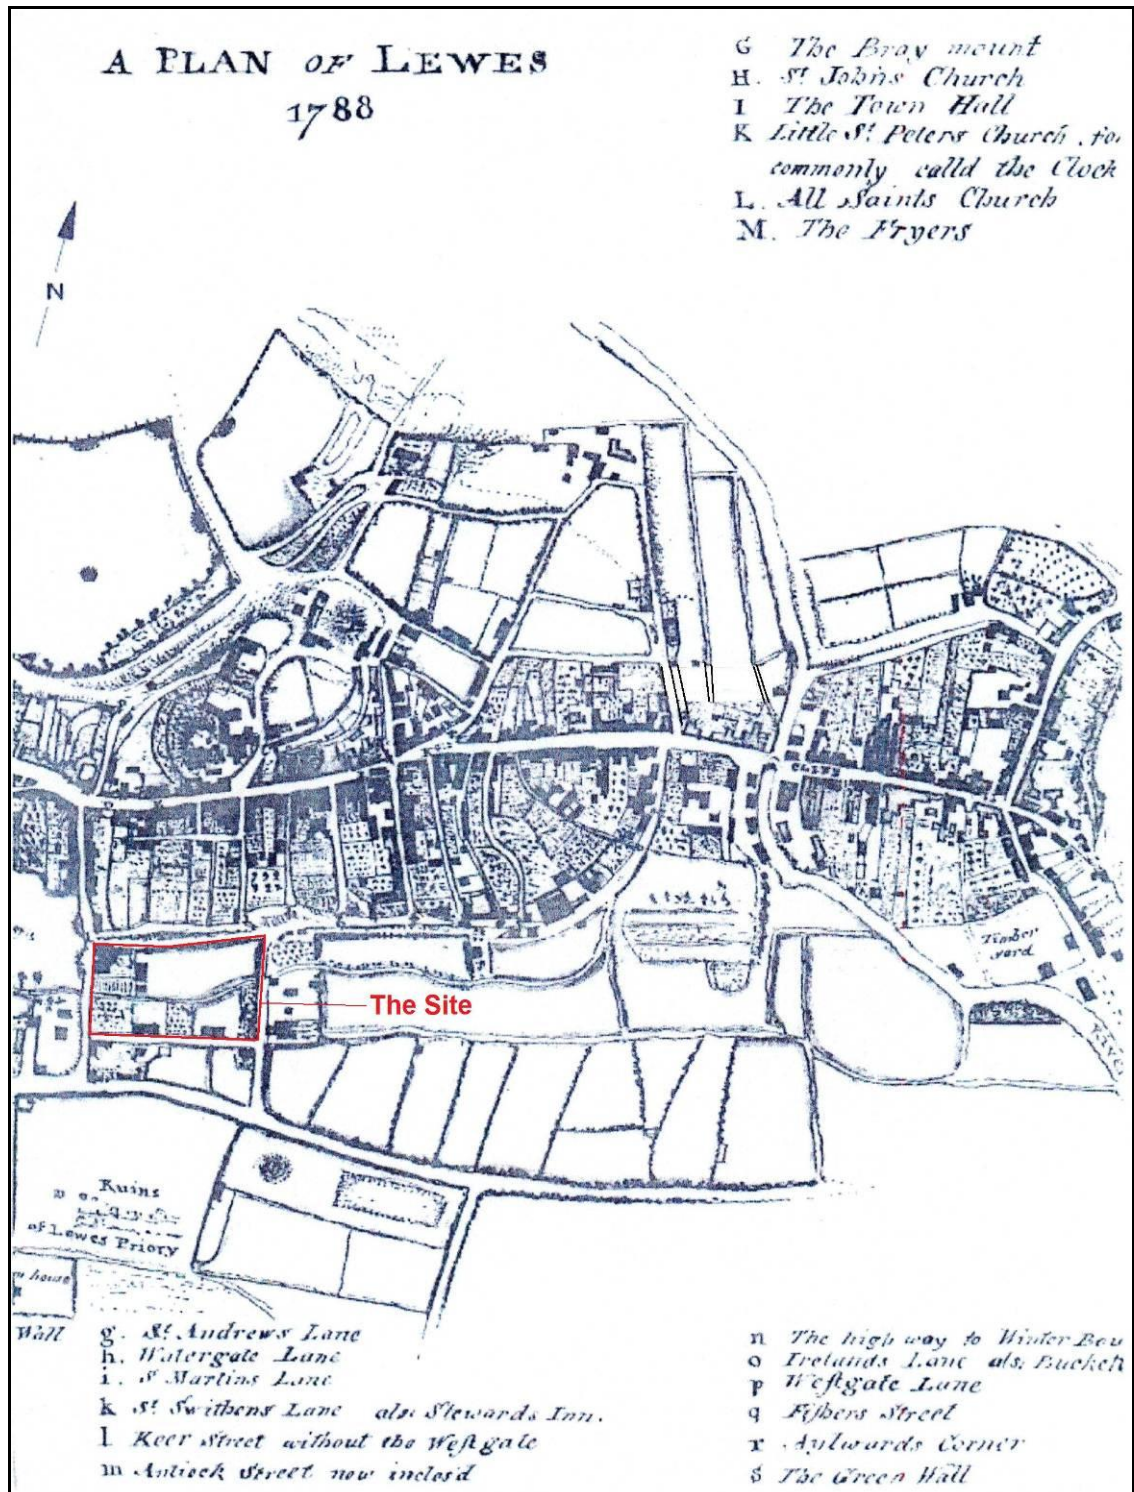 A PLAN OF LEWES
1788
G The Bray mount
H. St Johns Church
I The Town Hall
K Little St Peters Church, for
commonly calld the Clock
L. All Saints Church
M. The Fryers
N
CLIFFE
Timber
Yard
The Site
Ruins
of Lewes Priory
house
Wall
g. St Andrews Lane
h. Watergate Lane
i. St Martins Lane
k St Swithens Lane als: Stewards Inn.
l Keer Street without the Westgate
m Antiock Street now inclos'd
n The high way to Winter Bou
o Irelands Lane als: Buckett
p Westgate Lane
q Fishers Street
r Aylwards Corner
s The Green Wall